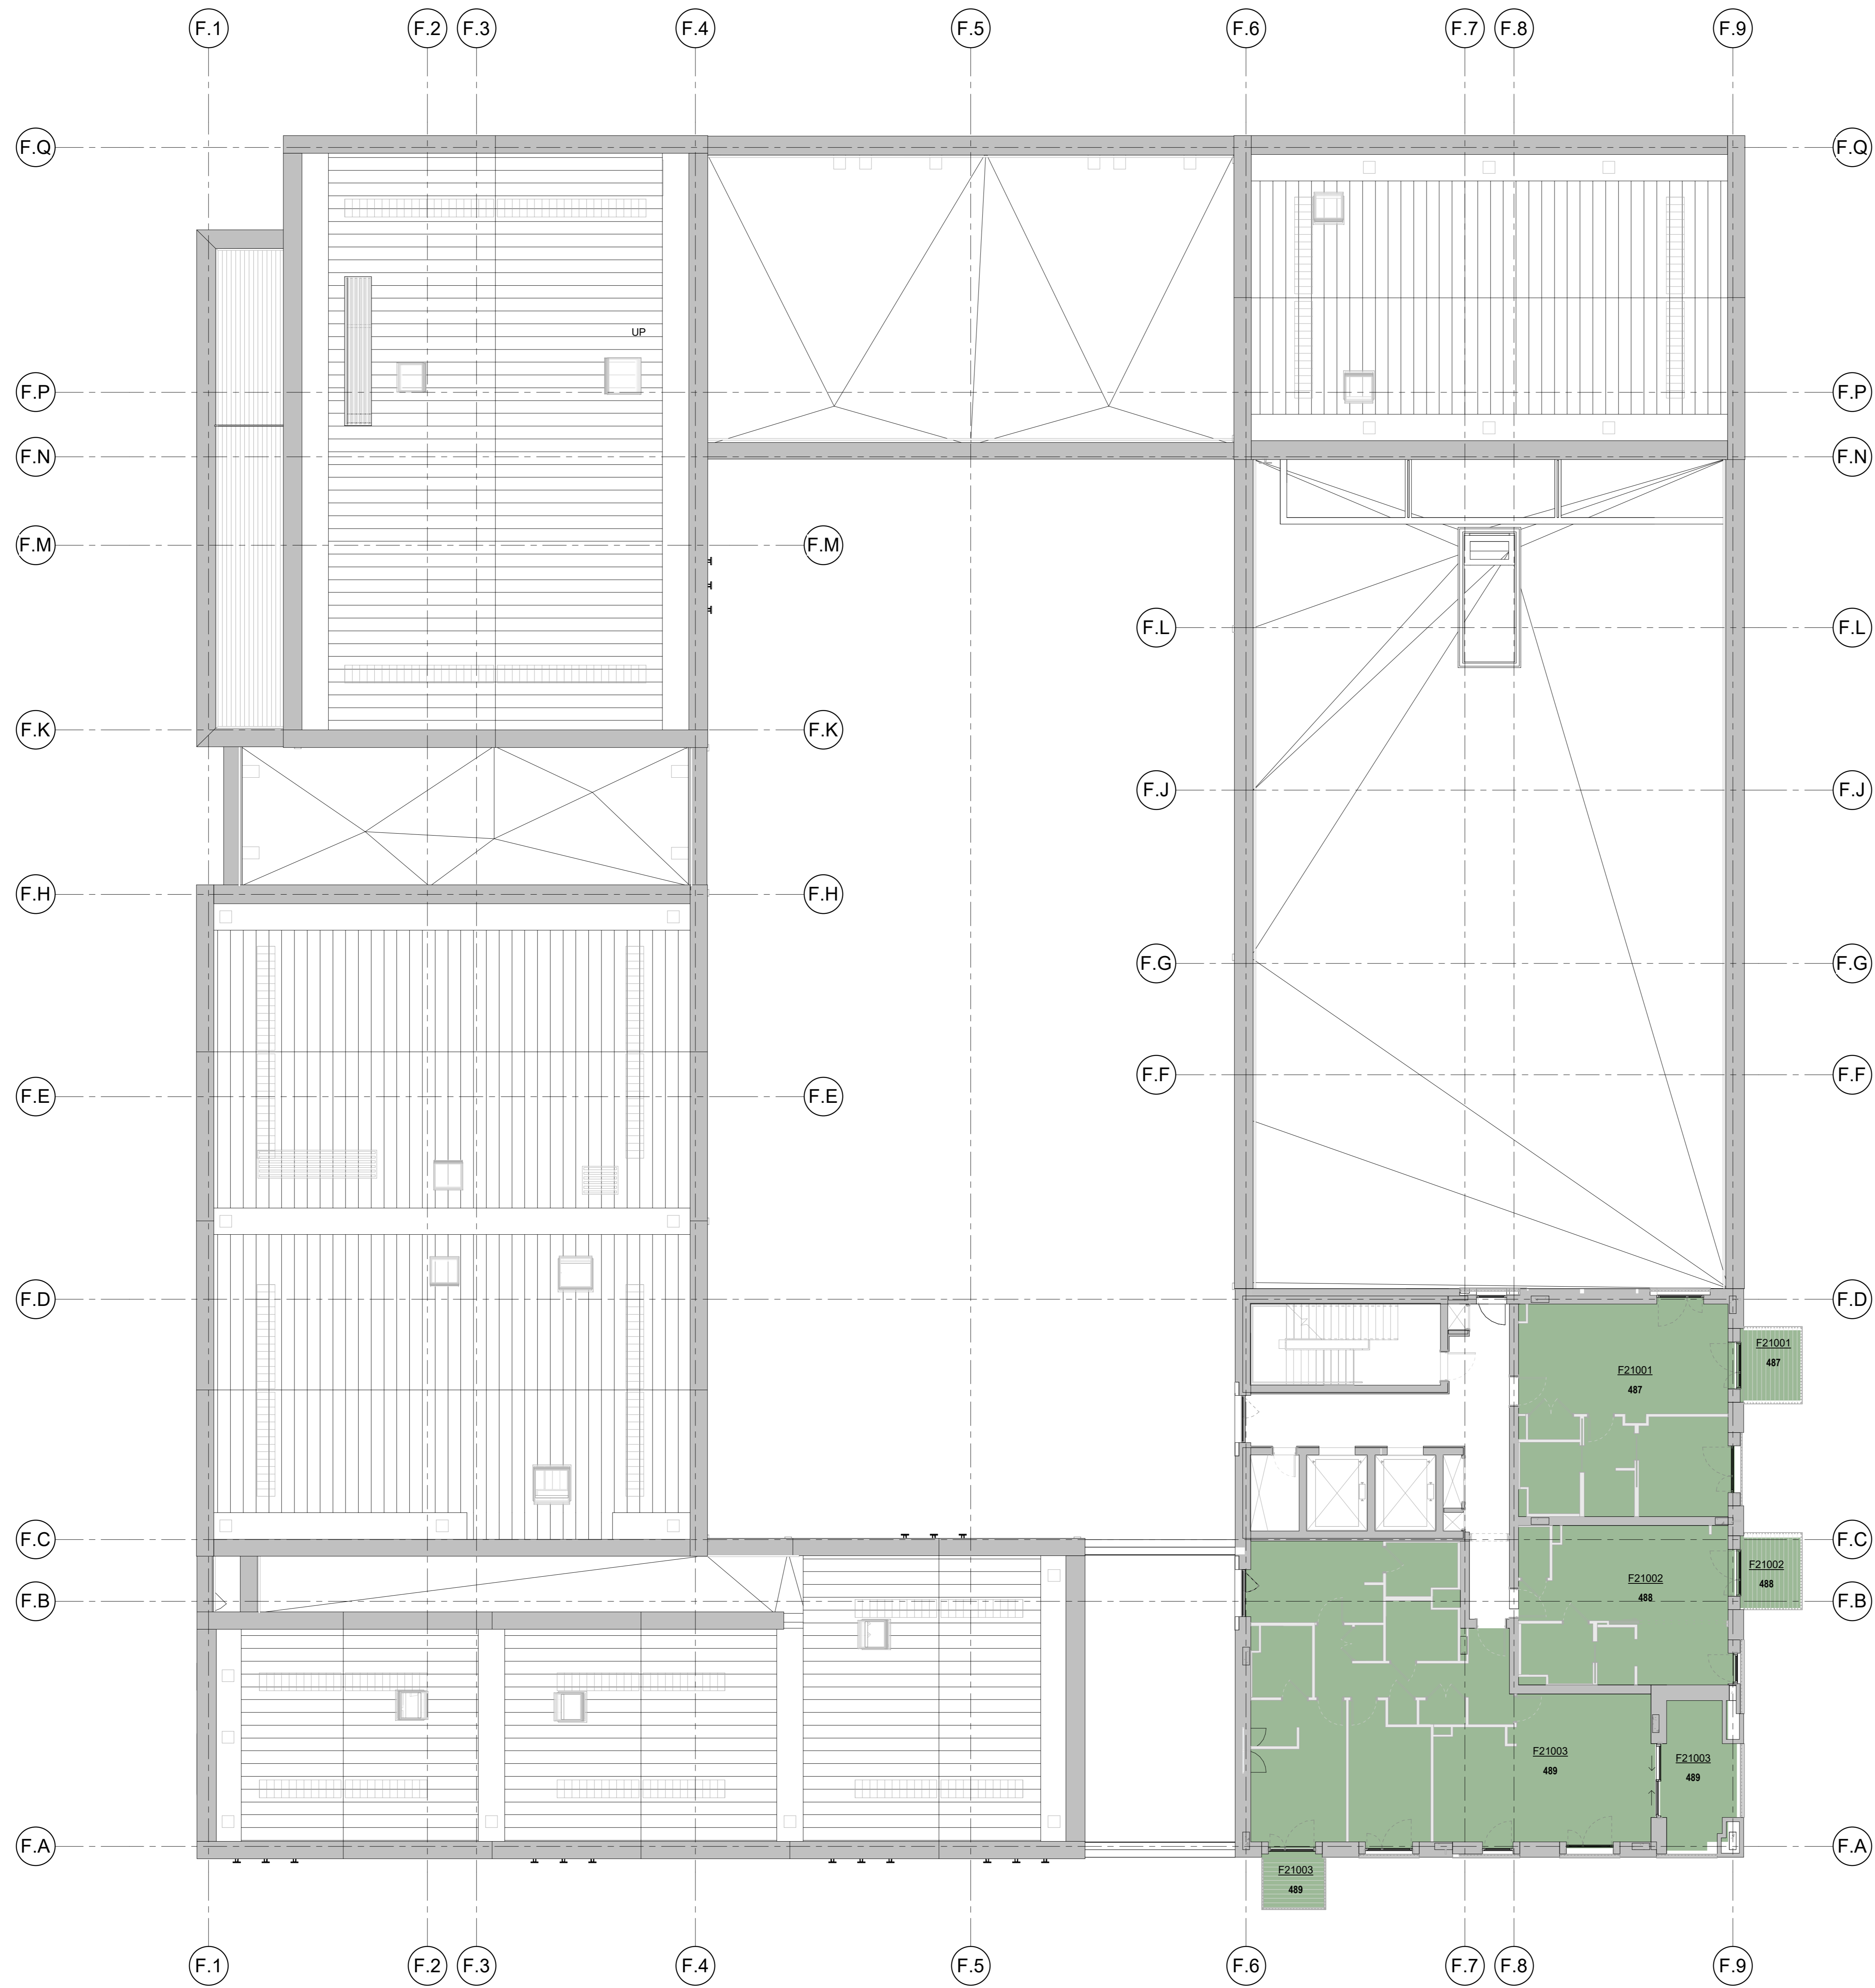 F.1 F.2 F.3 F.4 F.5 F.6 F.7 F.8 F.9
F.Q F.Q
UP
F.P F.P
F.N F.N
F.M F.M
F.L F.L
F.K F.K
F.J F.J
F.H F.H
F.G F.G
F.F F.F
F.E F.E
F.D F.D
F21001
487
F21001
487
F.C F.C
F21002
488
F21002
488
F.B F.B
F21003
489
F21003
489
F.A F.A
F21003
489
F.1 F.2 F.3 F.4 F.5 F.6 F.7 F.8 F.9